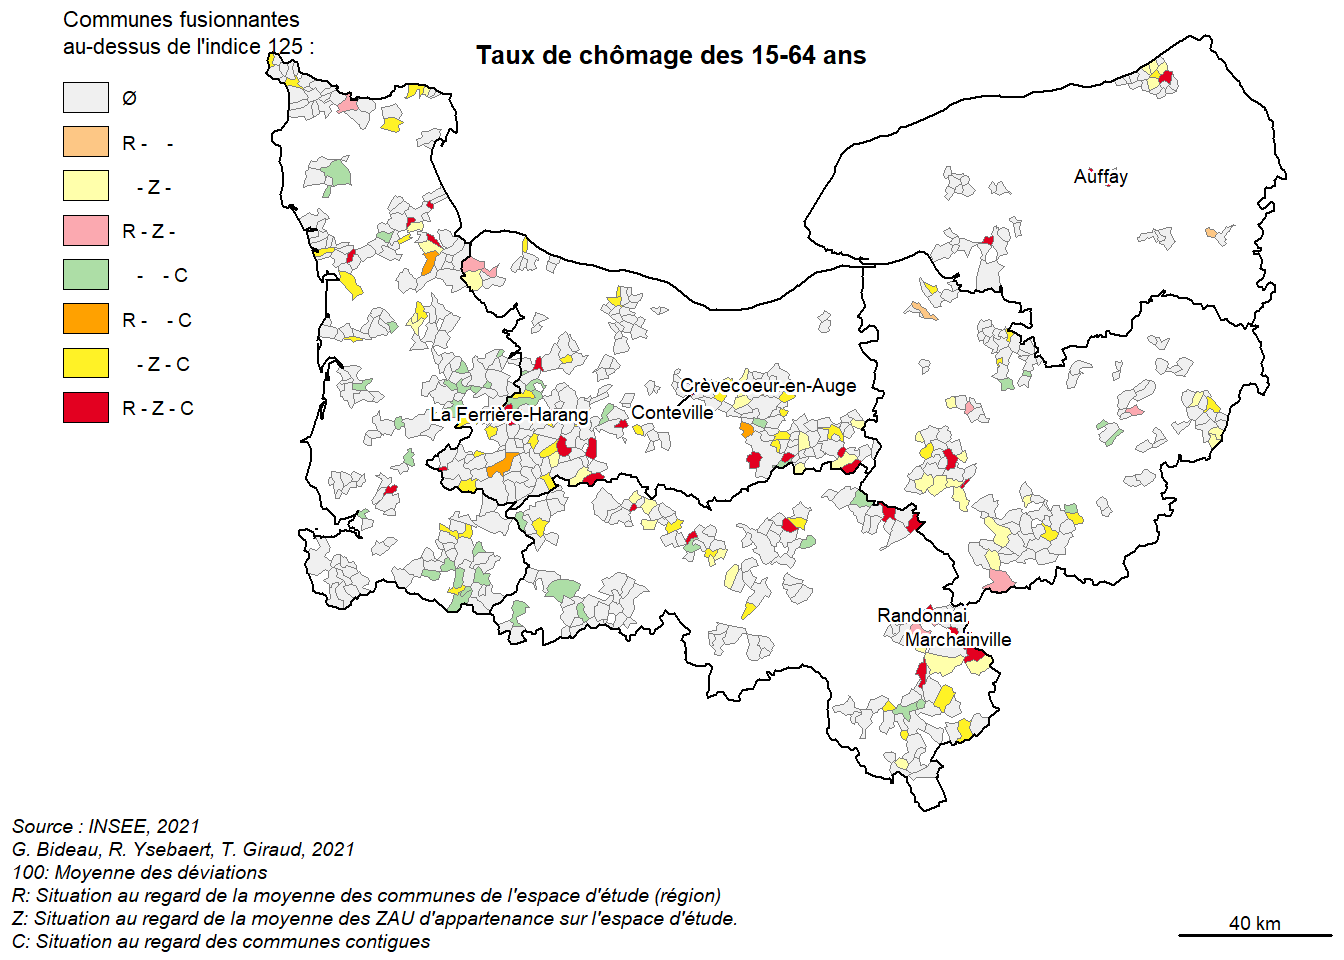 Communes fusionnantes
au-dessus de l'indice 125 :
Taux de chômage des 15-64 ans
Ø
R - -
- Z -
R - Z -
- - C
R - - C
- Z - C
R - Z - C
Auffay
Crèvecoeur-en-Auge
La Ferrière-Harang
Conteville
Randonnai
Marchainville
Source : INSEE, 2021
G. Bideau, R. Ysebaert, T. Giraud, 2021
100: Moyenne des déviations
R: Situation au regard de la moyenne des communes de l'espace d'étude (région)
Z: Situation au regard de la moyenne des ZAU d'appartenance sur l'espace d'étude.
C: Situation au regard des communes contigues
40 km